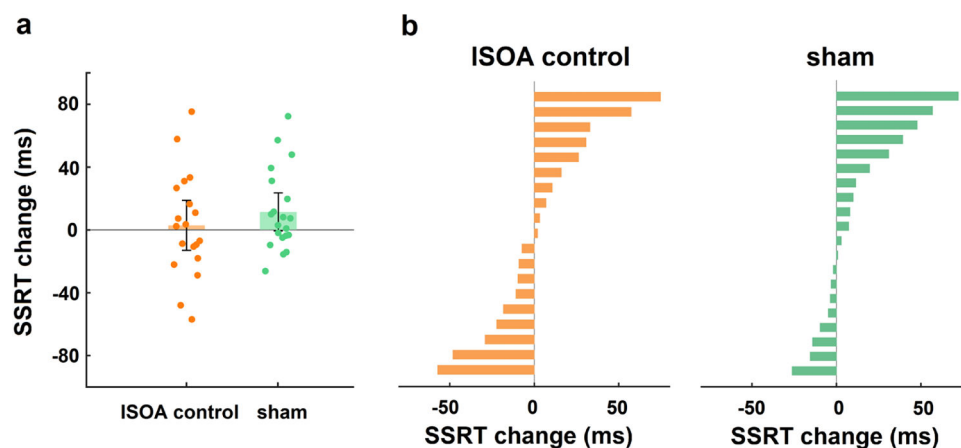 a
SSRT change (ms)
80
40
0
-40
-80
ISOA control
sham
b
ISOA control
-50
0
50
SSRT change (ms)
sham
-50
0
50
SSRT change (ms)